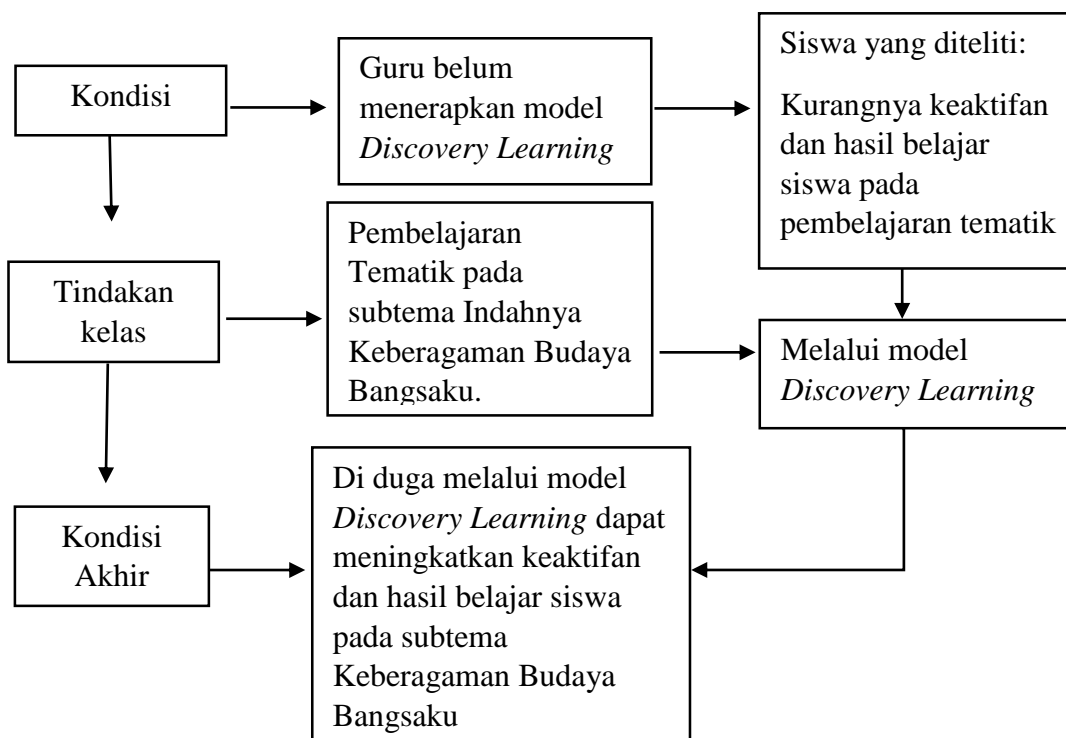 Kondisi
Guru belum
menerapkan model
Discovery Learning
Siswa yang diteliti:
Kurangnya keaktifan
dan hasil belajar
siswa pada
pembelajaran tematik
Tindakan
kelas
Pembelajaran
Tematik pada
subtema Indahnya
Keberagaman Budaya
Bangsaku.
Melalui model
Discovery Learning
Kondisi
Akhir
Di duga melalui model
Discovery Learning dapat
meningkatkan keaktifan
dan hasil belajar siswa
pada subtema
Keberagaman Budaya
Bangsaku